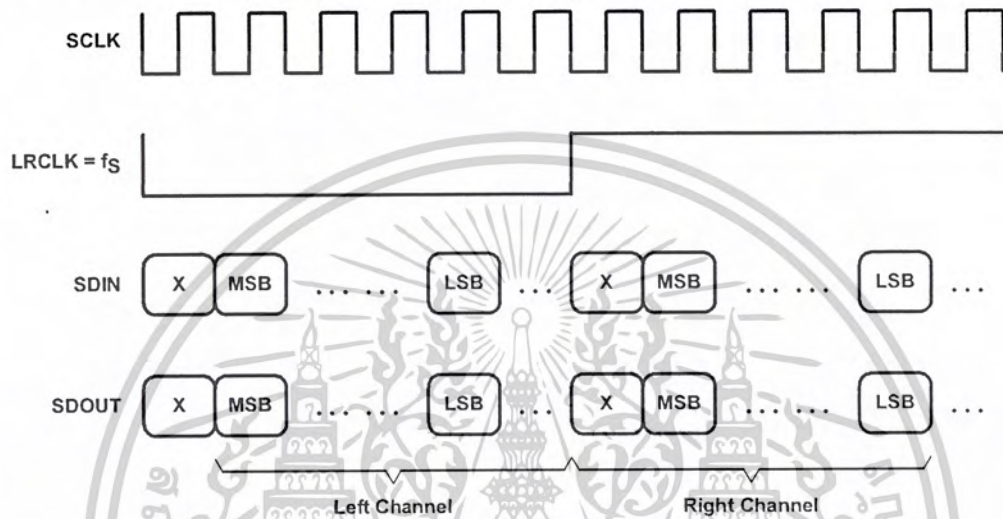 SCLK
LRCLK = fS
SDIN X MSB ... ... LSB ... X MSB ... ... LSB ...
SDOUT X MSB ... ... LSB ... X MSB ... ... LSB ...
Left Channel Right Channel